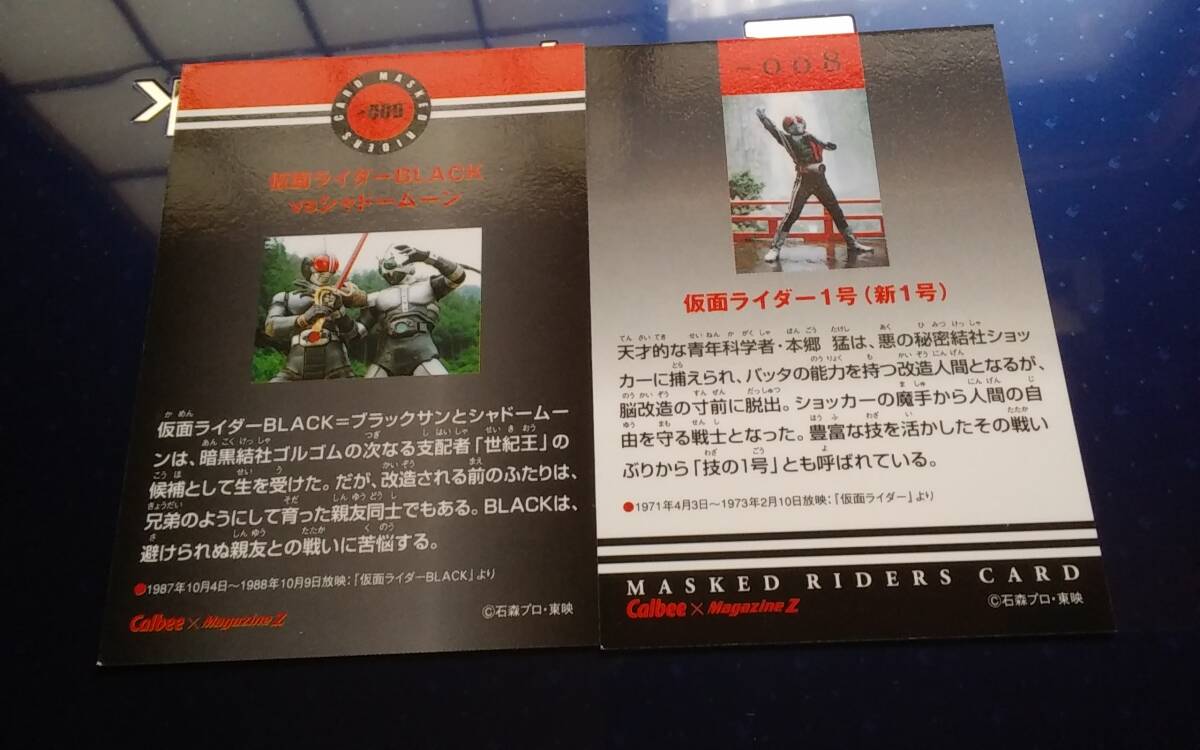 MASKED RIDERS CARD
仮面ライダーBLACK
vsシャドームーン
仮面ライダーBLACK=ブラックサンとシャドームー
ンは、暗黒結社ゴルゴムの次なる支配者「世紀王」の
候補として生を受けた。だが、改造される前のふたりは、
兄弟のようにして育った親友同士でもある。BLACKは、
避けられぬ親友との戦いに苦悩する。
●1987年10月4日〜1988年10月9日放映:『仮面ライダーBLACK』より
Calbee×Magazine Z
©石森プロ・東映
-008
仮面ライダー1号(新1号)
天才的な青年科学者・本郷 猛は、悪の秘密結社ショッ
カーに捕えられ、バッタの能力を持つ改造人間となるが、
脳改造の寸前に脱出。ショッカーの魔手から人間の自
由を守る戦士となった。豊富な技を活かしたその戦い
ぶりから「技の1号」とも呼ばれている。
●1971年4月3日〜1973年2月10日放映:『仮面ライダー』より
MASKED RIDERS CARD
Calbee×Magazine Z
©石森プロ・東映